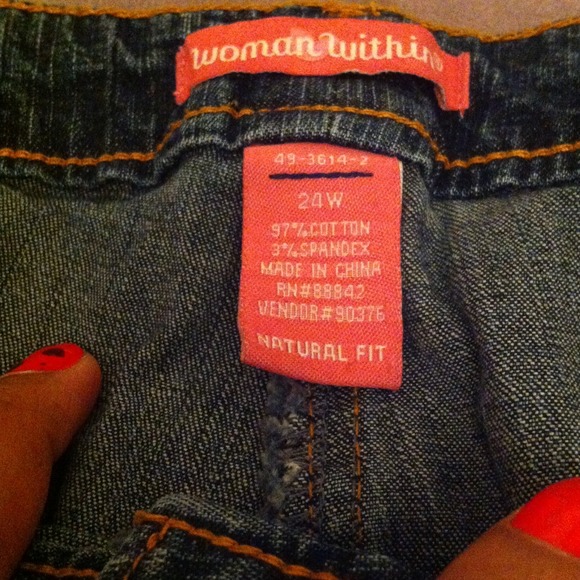 woman within
49-3614-2
24W
97% COTTON
3% SPANDEX
MADE IN CHINA
RN#88842
VENDOR#90376
NATURAL FIT